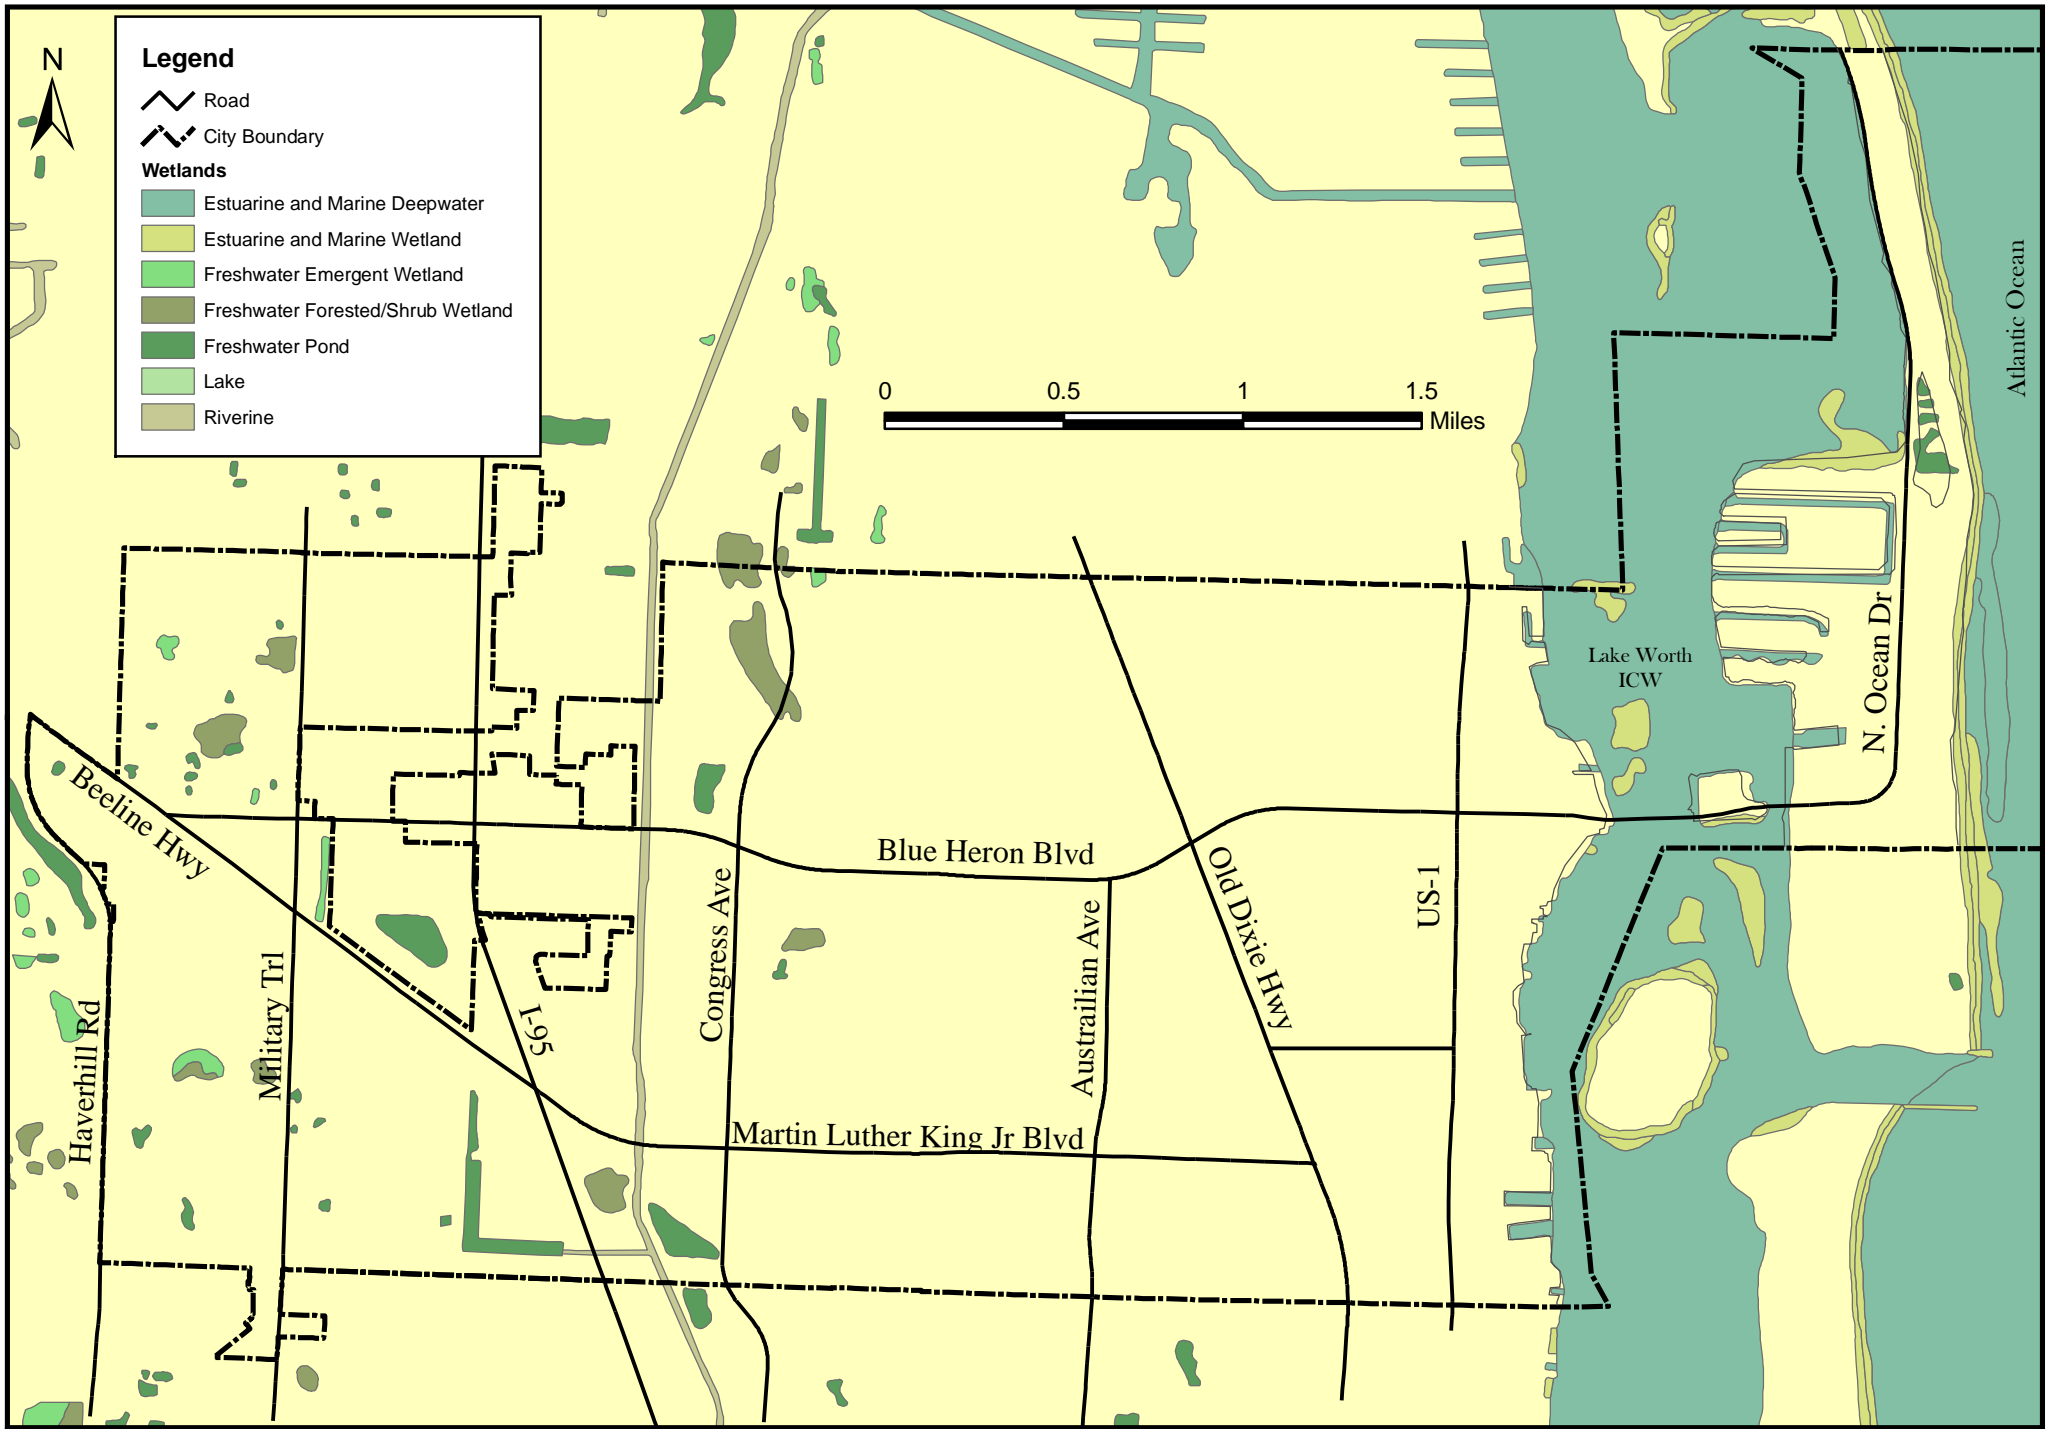 N
Legend
Road
City Boundary
Wetlands
Estuarine and Marine Deepwater
Estuarine and Marine Wetland
Freshwater Emergent Wetland
Freshwater Forested/Shrub Wetland
Freshwater Pond
Lake
Riverine
0 0.5 1 1.5
Miles
Atlantic Ocean
Lake Worth
ICW
N. Ocean Dr
Beeline Hwy
Blue Heron Blvd
Old Dixie Hwy
US-1
Congress Ave
Austrailian Ave
Military Trl
I-95
Haverhill Rd
Martin Luther King Jr Blvd